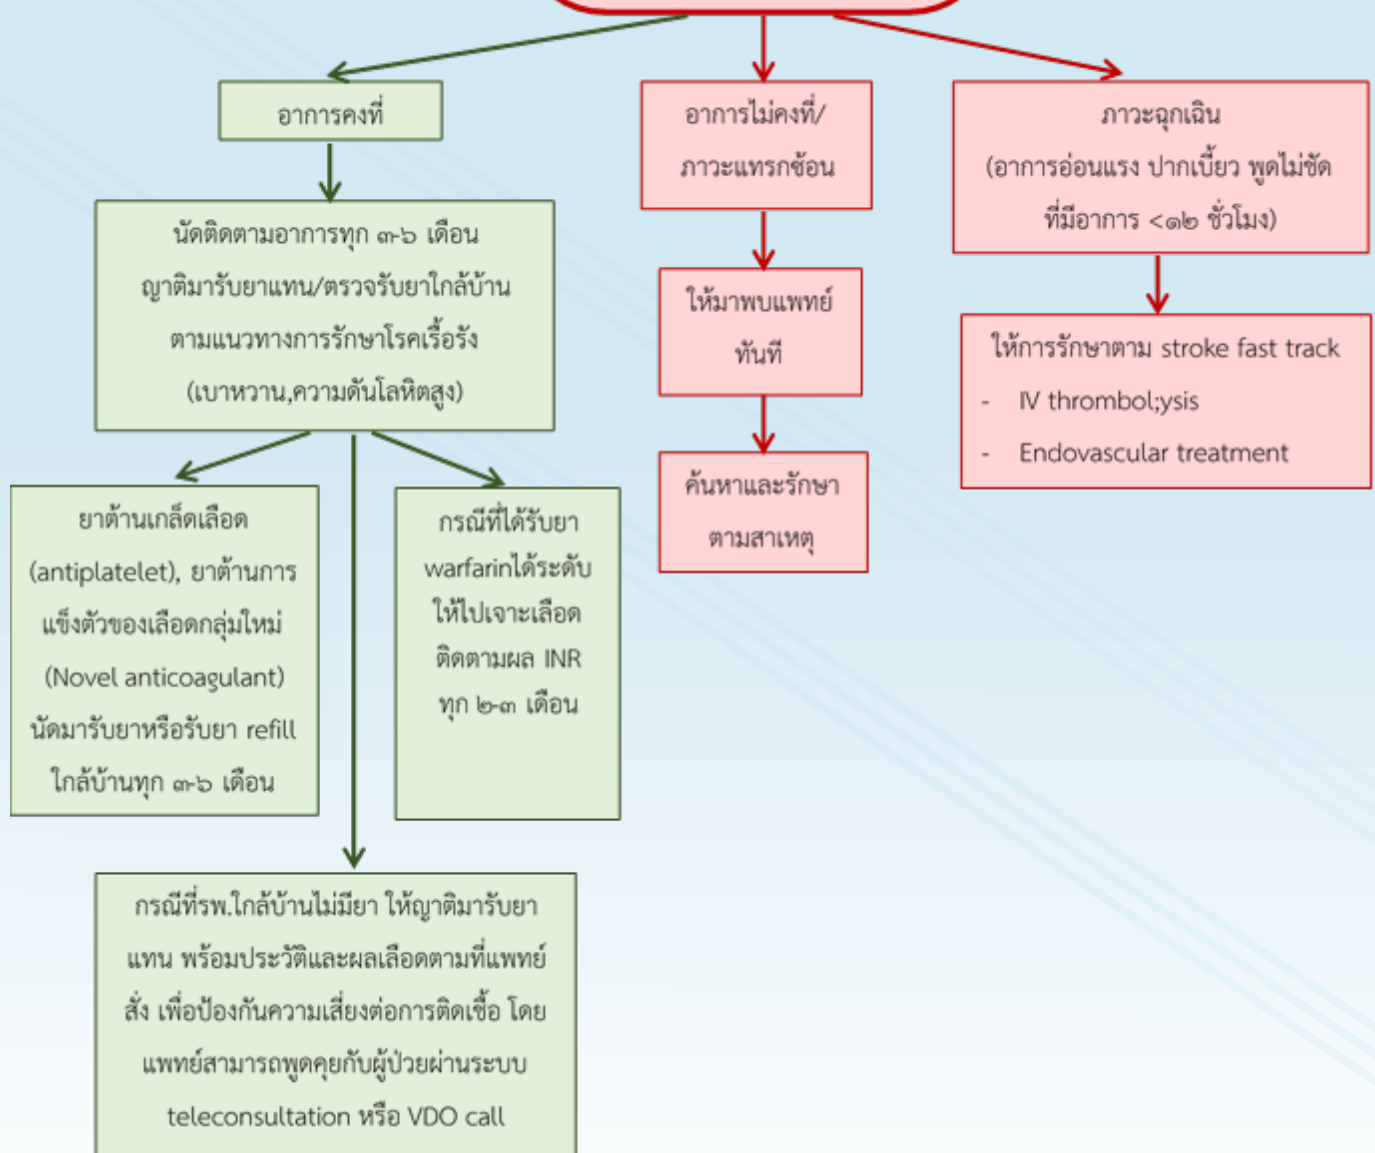 อาการคงที่
นัดติดตามอาการทุก ๓-๖ เดือน
ญาติมารับยาแทน/ตรวจรับยาใกล้บ้าน
ตามแนวทางการรักษาโรคเรื้อรัง
(เบาหวาน,ความดันโลหิตสูง)
ยาต้านเกล็ดเลือด
(antiplatelet), ยาต้านการ
แข็งตัวของเลือดกลุ่มใหม่
(Novel anticoagulant)
นัดมารับยาหรือรับยา refill
ใกล้บ้านทุก ๓-๖ เดือน
กรณีที่ได้รับยา
warfarinได้ระดับ
ให้ไปเจาะเลือด
ติดตามผล INR
ทุก ๒-๓ เดือน
กรณีที่รพ.ใกล้บ้านไม่มียา ให้ญาติมารับยา
แทน พร้อมประวัติและผลเลือดตามที่แพทย์
สั่ง เพื่อป้องกันความเสี่ยงต่อการติดเชื้อ โดย
แพทย์สามารถพูดคุยกับผู้ป่วยผ่านระบบ
teleconsultation หรือ VDO call
อาการไม่คงที่/
ภาวะแทรกซ้อน
ให้มาพบแพทย์
ทันที
ค้นหาและรักษา
ตามสาเหตุ
ภาวะฉุกเฉิน
(อาการอ่อนแรง ปากเบี้ยว พูดไม่ชัด
ที่มีอาการ <๑๒ ชั่วโมง)
ให้การรักษาตาม stroke fast track
- IV thrombol;ysis
- Endovascular treatment